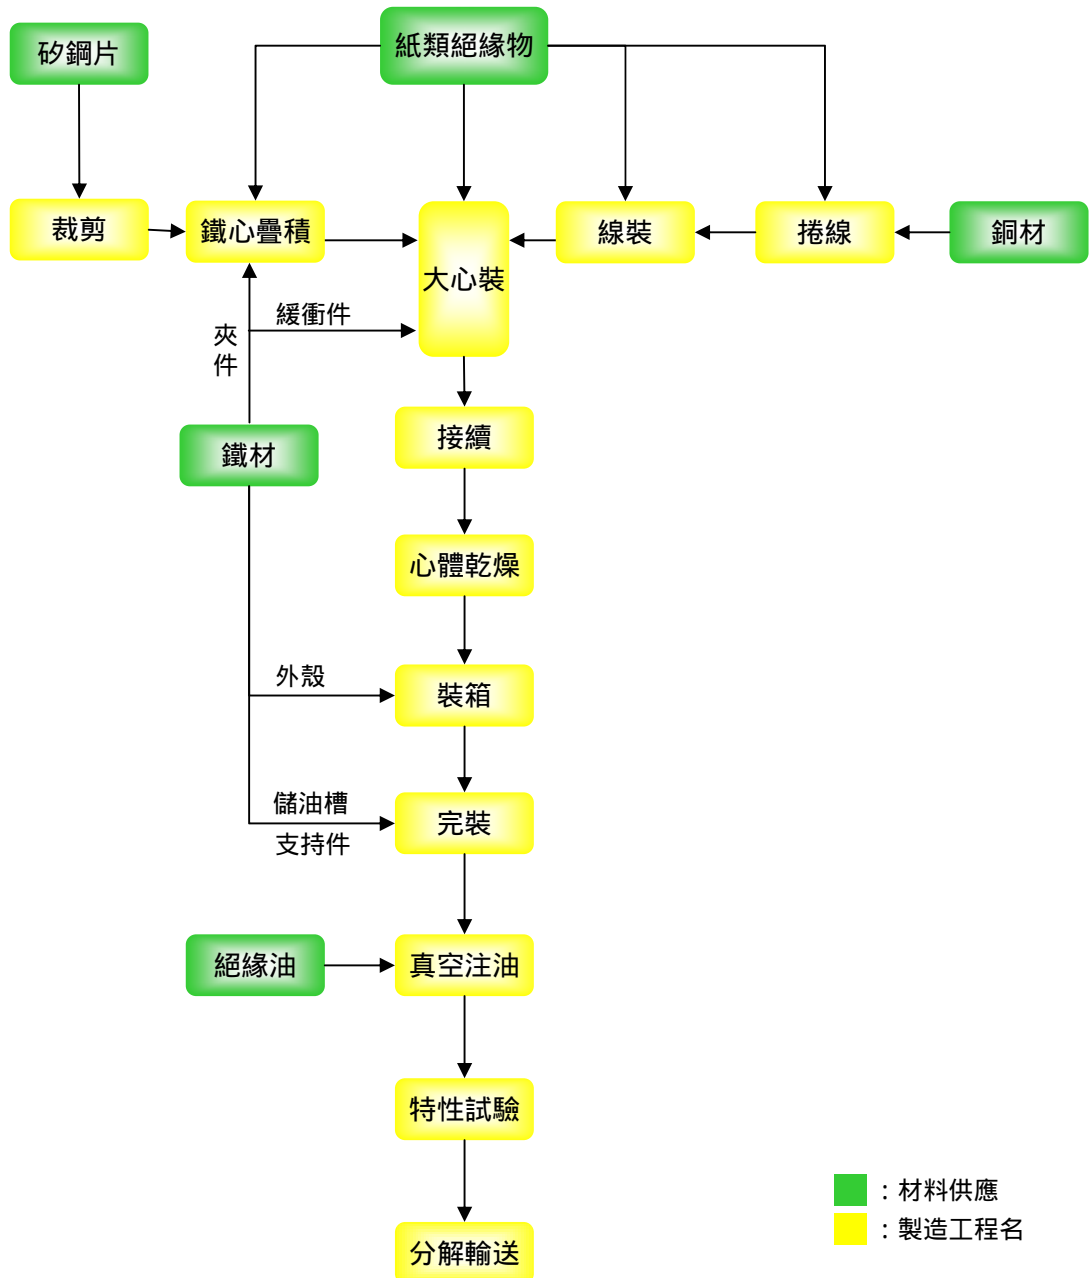 矽鋼片
紙類絕緣物
裁剪
鐵心疊積
大心裝
線裝
捲線
銅材
緩衝件
夾
件
接續
鐵材
心體乾燥
外殼
裝箱
儲油槽
完裝
支持件
絕緣油
真空注油
特性試驗
：材料供應
：製造工程名
分解輸送